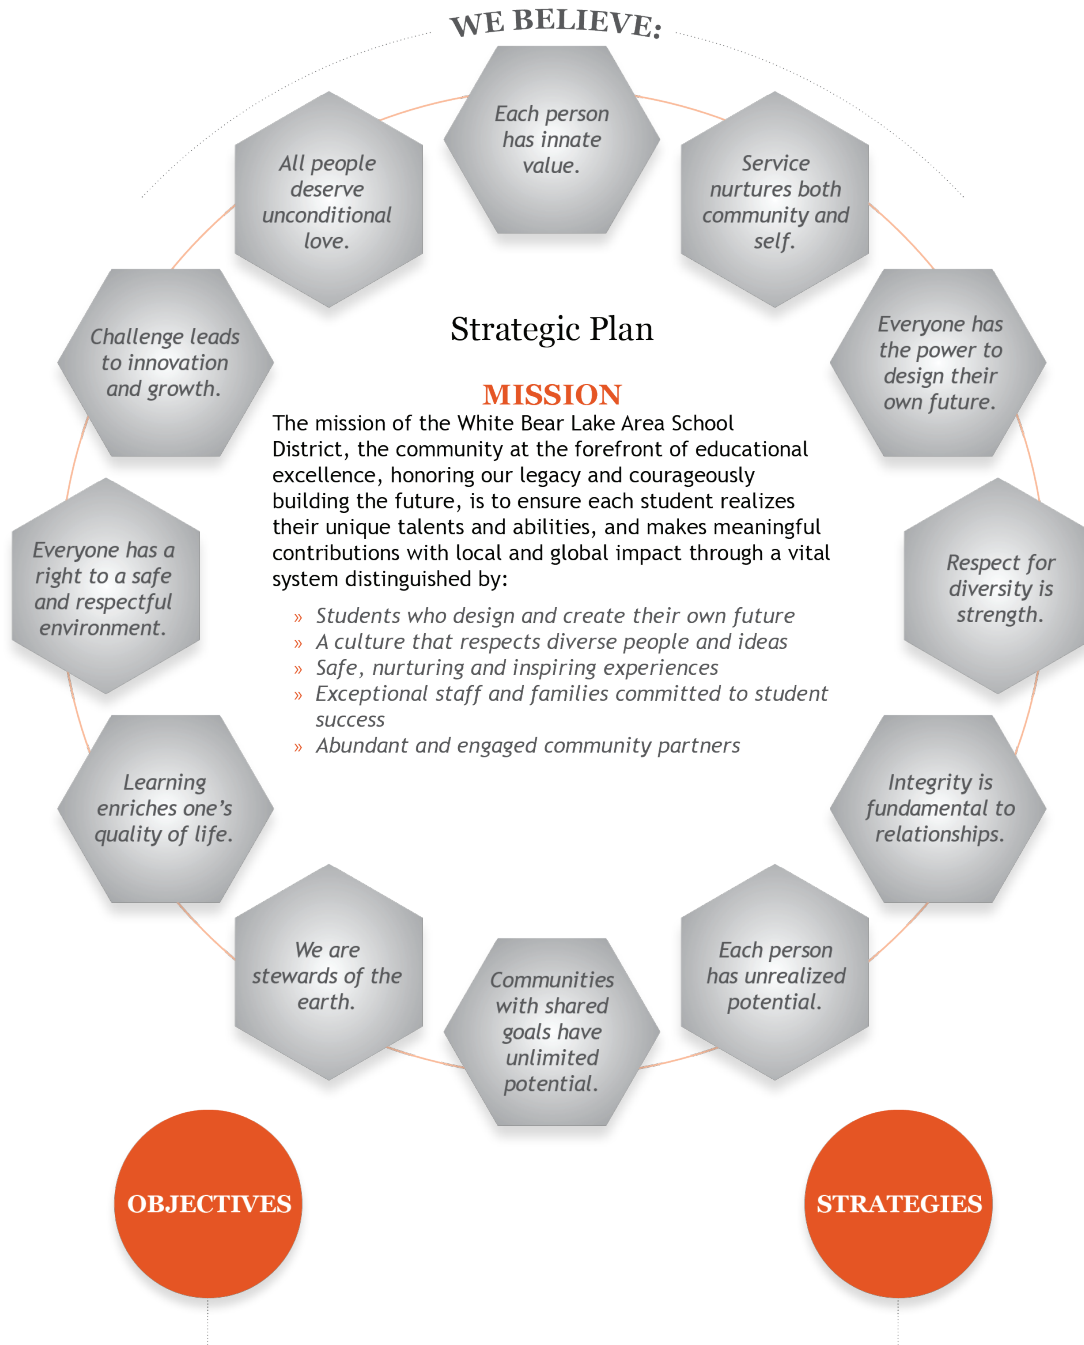 WE BELIEVE:
Each person
has innate
value.
Service
nurtures both
community and
self.
Everyone has
the power to
design their
own future.
Respect for
diversity is
strength.
Integrity is
fundamental to
relationships.
Each person
has unrealized
potential.
Communities
with shared
goals have
unlimited
potential.
We are
stewards of the
earth.
Learning
enriches one’s
quality of life.
Everyone has a
right to a safe
and respectful
environment.
Challenge leads
to innovation
and growth.
All people
deserve
unconditional
love.
Strategic Plan
MISSION
The mission of the White Bear Lake Area School
District, the community at the forefront of educational
excellence, honoring our legacy and courageously
building the future, is to ensure each student realizes
their unique talents and abilities, and makes meaningful
contributions with local and global impact through a vital
system distinguished by:
» Students who design and create their own future
» A culture that respects diverse people and ideas
» Safe, nurturing and inspiring experiences
» Exceptional staff and families committed to student
success
» Abundant and engaged community partners
OBJECTIVES
STRATEGIES